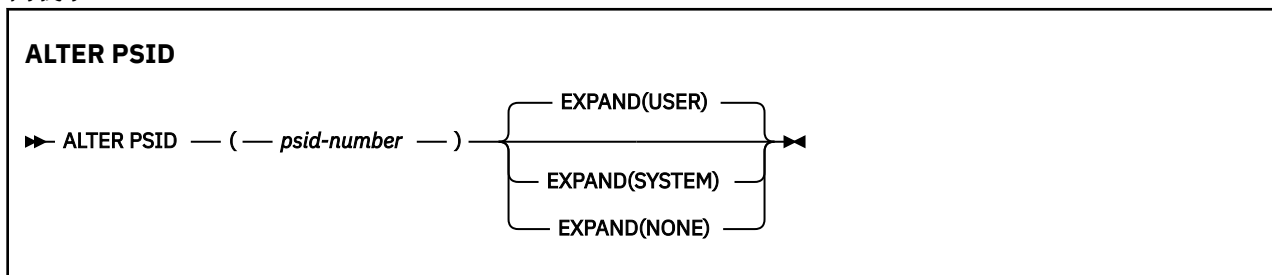 ALTER PSID
EXPAND(USER)
ALTER PSID ( psid-number )
EXPAND(SYSTEM)
EXPAND(NONE)